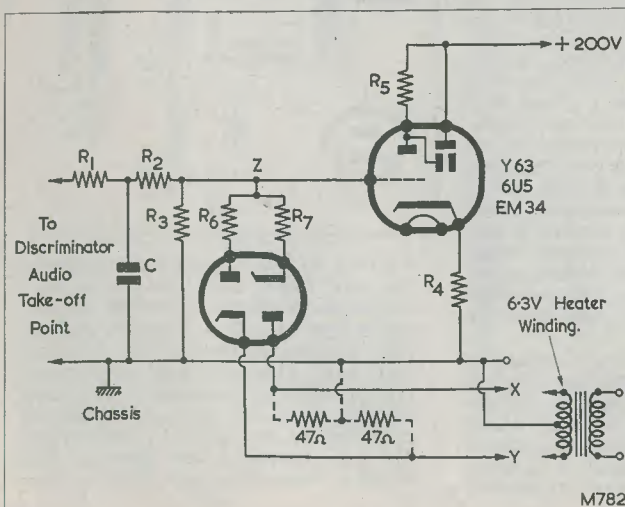 + 200V
R5
R1
R2
Z
Y63
6U5
EM34
To
Discriminator
Audio
Take-off
Point
C
R3
R6
R7
R4
6·3V Heater
Winding.
Chassis
X
47Ω
47Ω
Y
M782